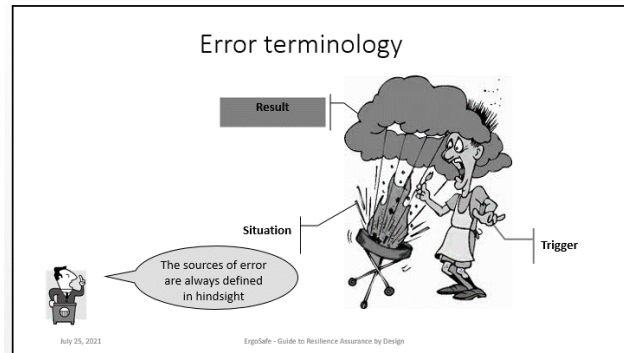 Error terminology
Result
Situation
Trigger
The sources of error
are always defined
in hindsight
July 25, 2021
ErgoSafe - Guide to Resilience Assurance by Design